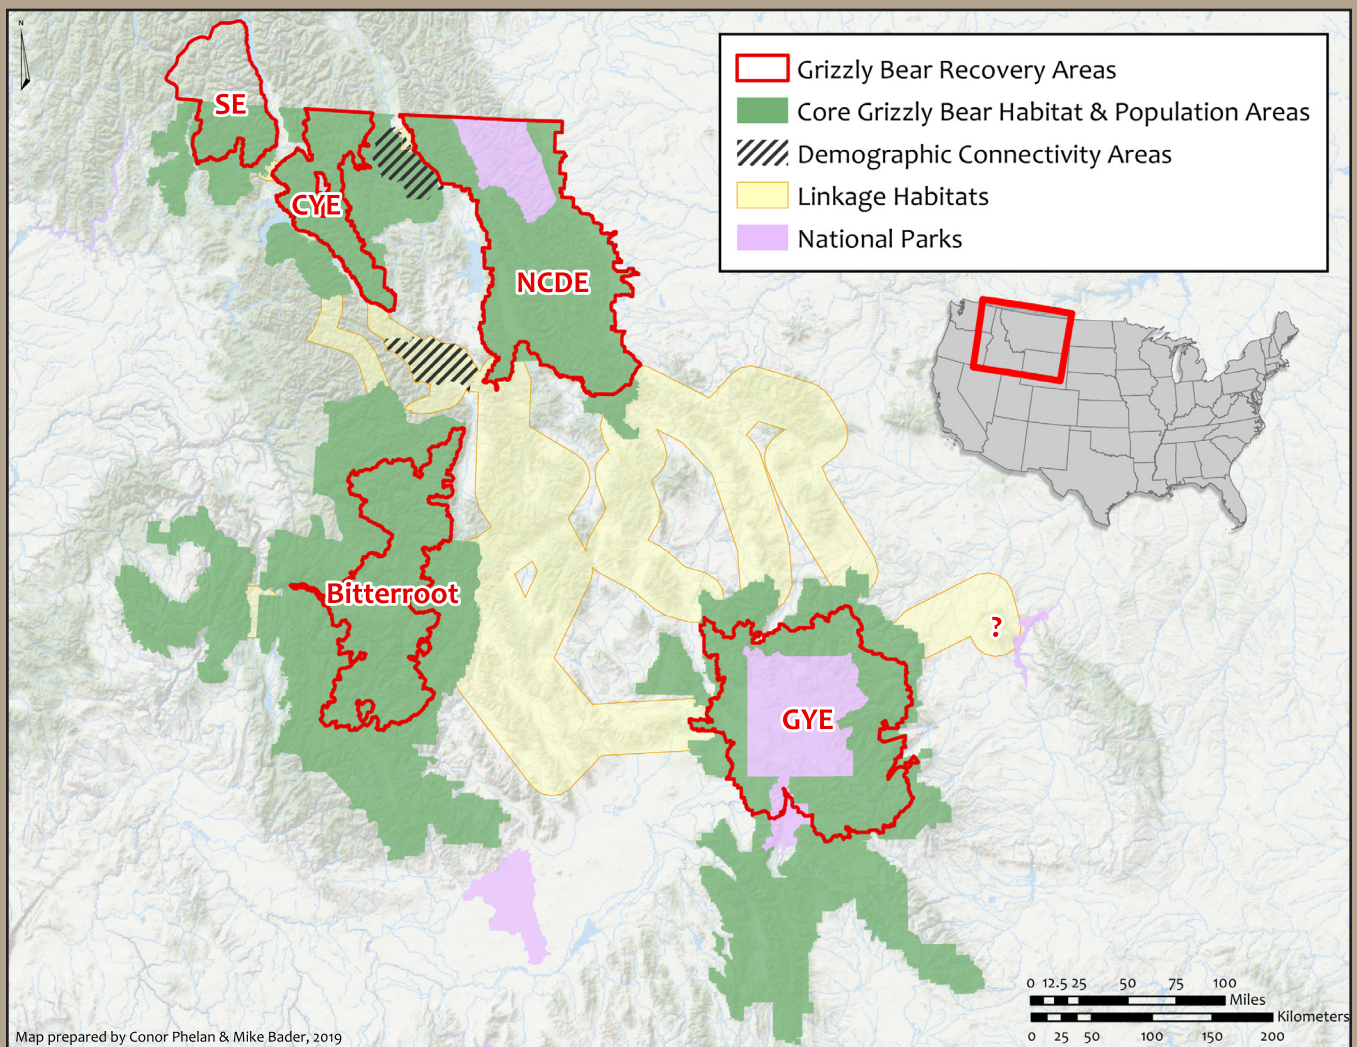 N
Grizzly Bear Recovery Areas
Core Grizzly Bear Habitat & Population Areas
Demographic Connectivity Areas
Linkage Habitats
National Parks
SE
CYE
NCDE
Bitterroot
?
GYE
0 12.5 25 50 75 100
Miles
Kilometers
0 25 50 100 150 200
Map prepared by Conor Phelan & Mike Bader, 2019